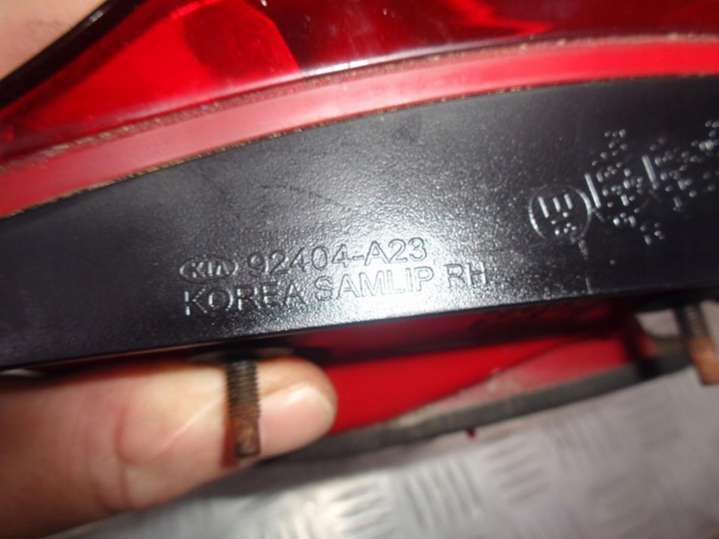 KIA 92404-A23
KOREA SAMLIP RH